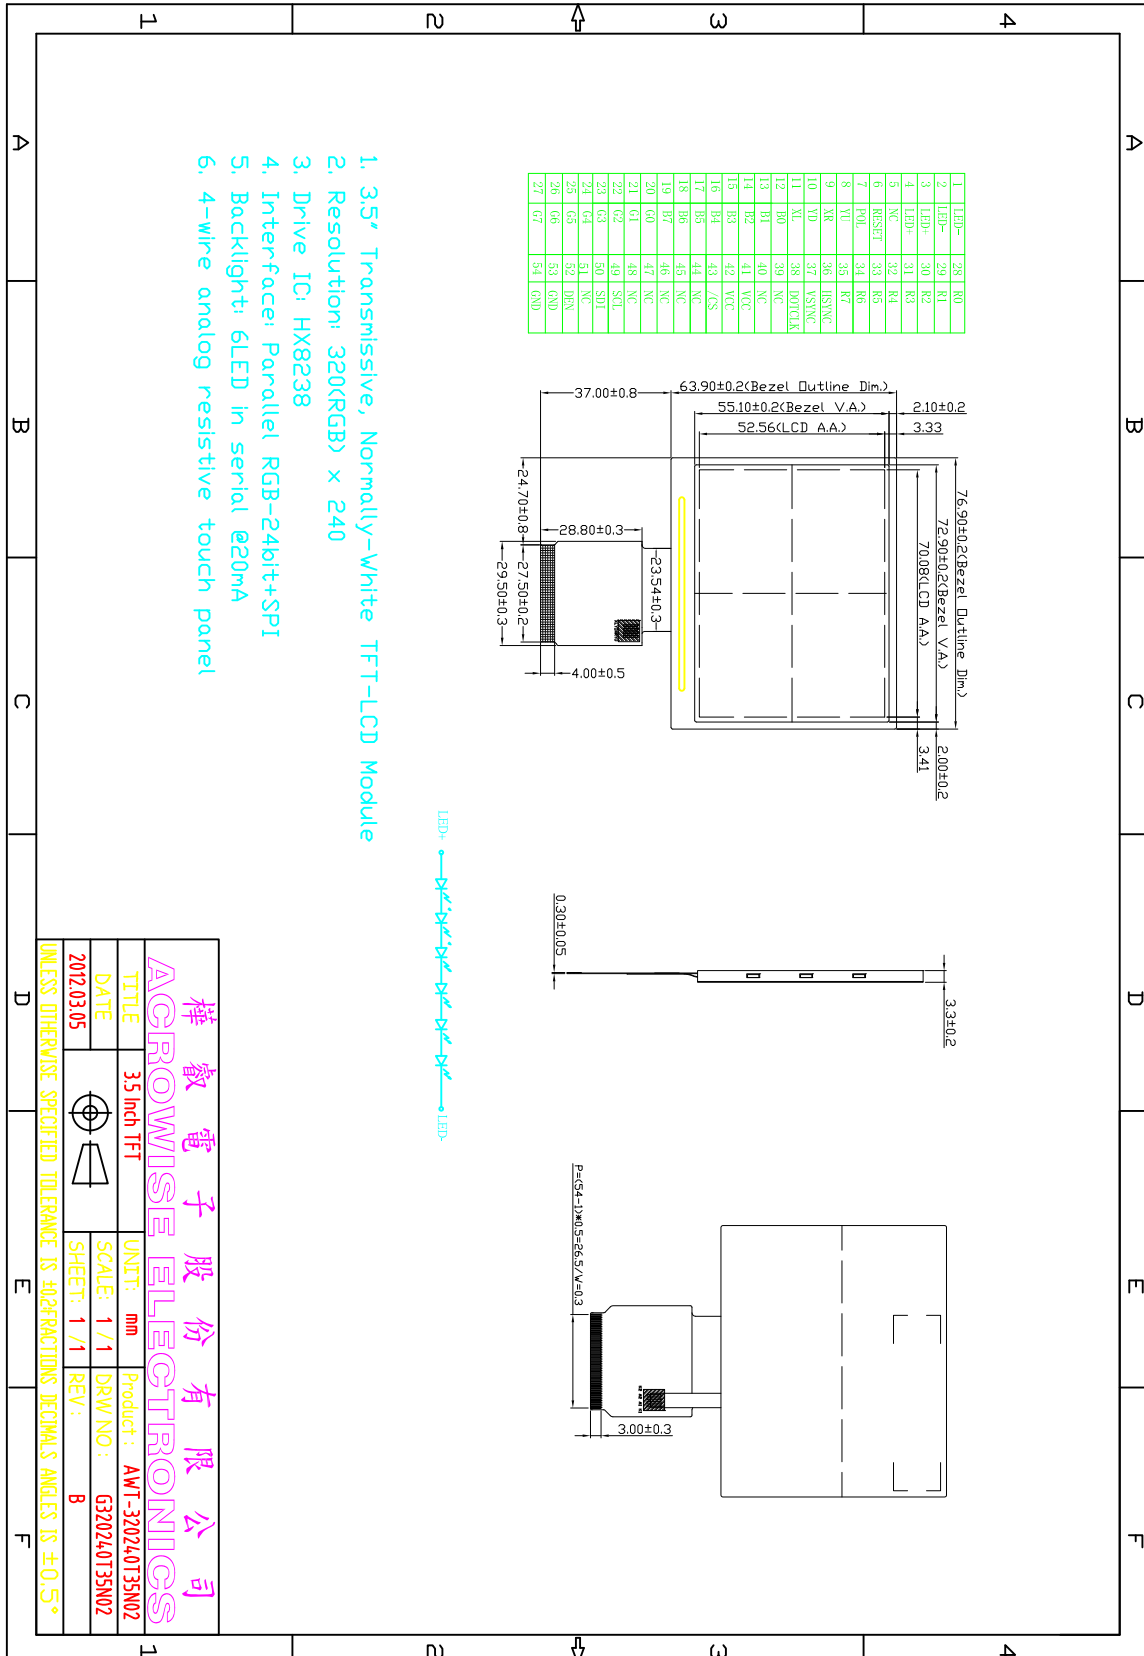 1 2 3 4
A B C D E F
1 LED- 28 R0
2 LED- 29 R1
3 LED+ 30 R2
4 LED+ 31 R3
5 NC 32 R4
6 RESET 33 R5
7 POL 34 R6
8 YU 35 R7
9 XR 36 HSYNC
10 YD 37 VSYNC
11 XL 38 DOTCLK
12 B0 39 NC
13 B1 40 NC
14 B2 41 VCC
15 B3 42 VCC
16 B4 43 /CS
17 B5 44 NC
18 B6 45 NC
19 B7 46 NC
20 G0 47 NC
21 G1 48 NC
22 G2 49 SCL
23 G3 50 SDI
24 G4 51 NC
25 G5 52 DEN
26 G6 53 GND
27 G7 54 GND
76.90±0.2(Bezel Outline Dim.)
72.90±0.2(Bezel V.A.)
70.08(LCD A.A.)
2.00±0.2
3.41
63.90±0.2(Bezel Outline Dim.)
55.10±0.2(Bezel V.A.)
52.56(LCD A.A.)
2.10±0.2
3.33
37.00±0.8
28.80±0.3
23.54±0.3
24.70±0.8
27.50±0.2
29.50±0.3
4.00±0.5
3.3±0.2
0.30±0.05
P=(54-1)*0.5=26.5/W=0.3
3.00±0.3
LED+ LED-
1. 3.5" Transmissive, Normally-White TFT-LCD Module
2. Resolution: 320(RGB) x 240
3. Drive IC: HX8238
4. Interface: Parallel RGB-24bit+SPI
5. Backlight: 6LED in serial @20mA
6. 4-wire analog resistive touch panel
樺叡電子股份有限公司
ACROWISE ELECTRONICS
TITLE 3.5 Inch TFT UNIT: mm Product: AWT-320240T35N02
DATE SCALE: 1 /1 DRW NO: G320240T35N02
2012.03.05 SHEET: 1 /1 REV: B
UNLESS OTHERWISE SPECIFIED TOLERANCE IS ±0.2FRACTIONS DECIMALS ANGLES IS ±0.5°
1 2 3 4
A B C D E F